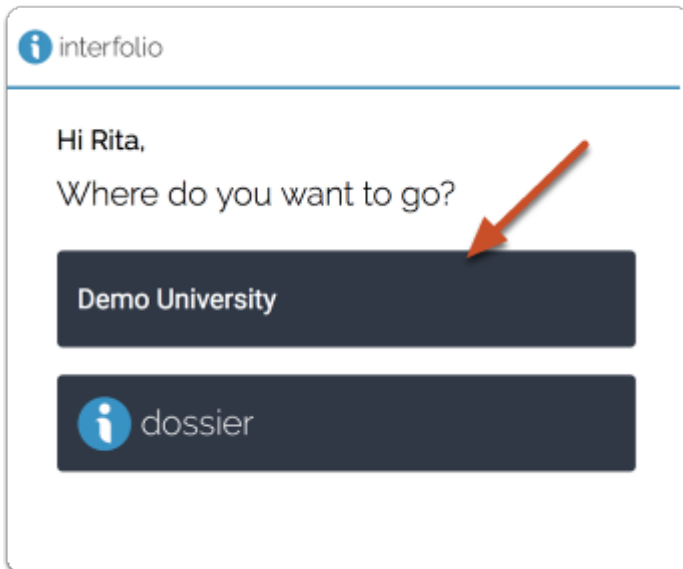 interfolio
Hi Rita,
Where do you want to go?
Demo University
dossier